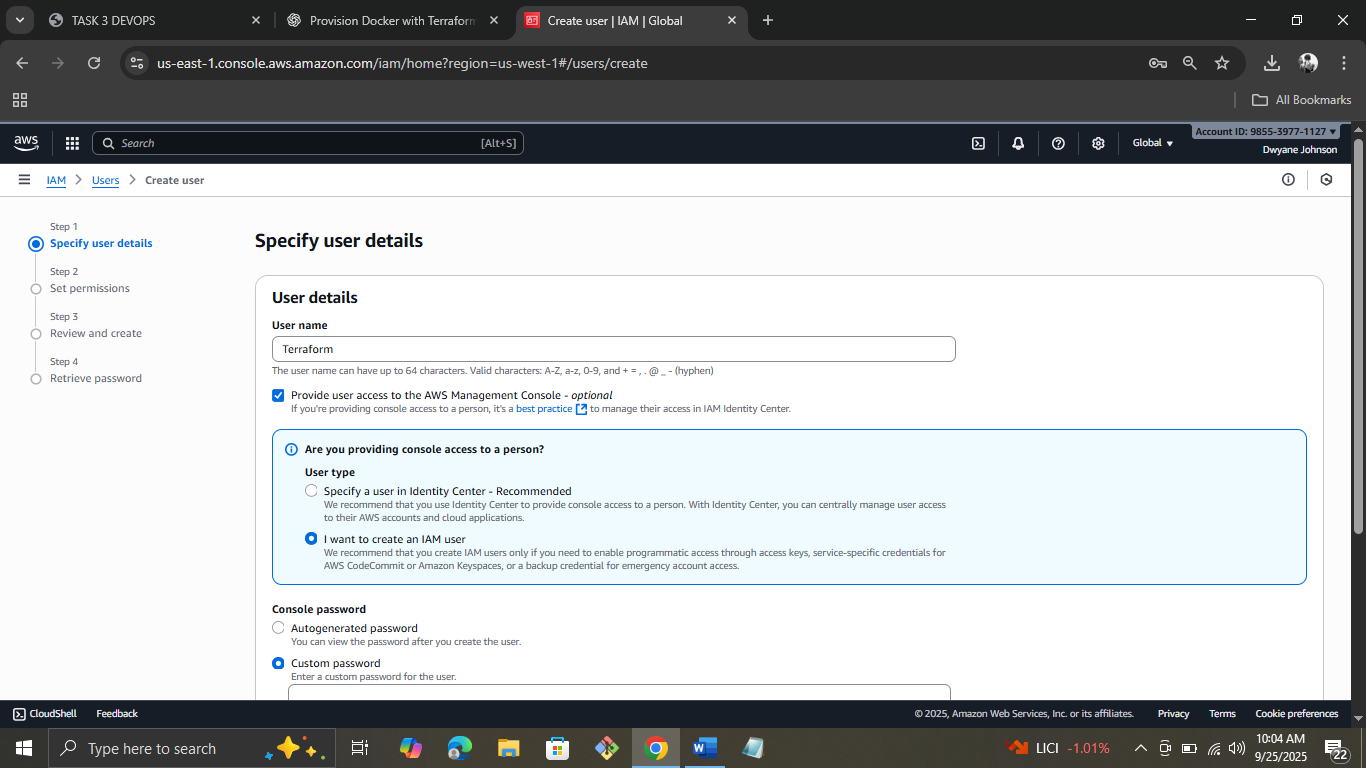 TASK 3 DEVOPS
Provision Docker with Terraform
Create user | IAM | Global
us-east-1.console.aws.amazon.com/iam/home?region=us-west-1#/users/create
All Bookmarks
aws
Search [Alt+S]
Global
Account ID: 9855-3977-1127
Dwyane Johnson
IAM > Users > Create user
Step 1
Specify user details
Step 2
Set permissions
Step 3
Review and create
Step 4
Retrieve password
Specify user details
User details
User name
Terraform
The user name can have up to 64 characters. Valid characters: A-Z, a-z, 0-9, and + = , . @ _ - (hyphen)
Provide user access to the AWS Management Console - optional
If you're providing console access to a person, it's a best practice to manage their access in IAM Identity Center.
Are you providing console access to a person?
User type
Specify a user in Identity Center - Recommended
We recommend that you use Identity Center to provide console access to a person. With Identity Center, you can centrally manage user access
to their AWS accounts and cloud applications.
I want to create an IAM user
We recommend that you create IAM users only if you need to enable programmatic access through access keys, service-specific credentials for
AWS CodeCommit or Amazon Keyspaces, or a backup credential for emergency account access.
Console password
Autogenerated password
You can view the password after you create the user.
Custom password
Enter a custom password for the user.
CloudShell
Feedback
© 2025, Amazon Web Services, Inc. or its affiliates.
Privacy
Terms
Cookie preferences
Type here to search
LICI -1.01%
10:04 AM
9/25/2025
22